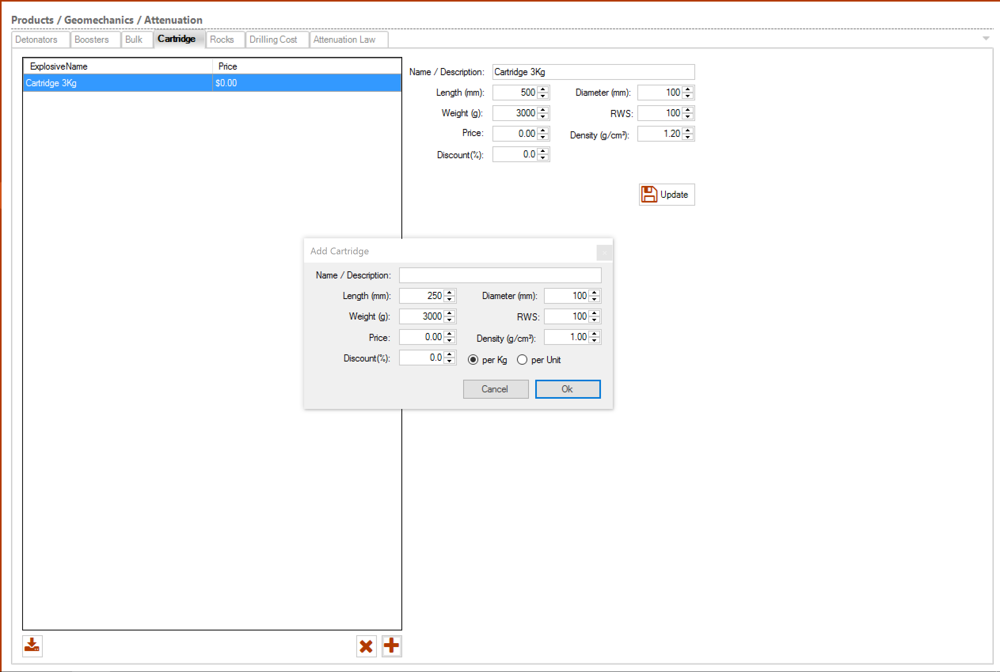 Products / Geomechanics / Attenuation
Detonators Boosters Bulk Cartridge Rocks Drilling Cost Attenuation Law
ExplosiveName Price
Cartridge 3Kg $0.00
Name / Description: Cartridge 3Kg
Length (mm): 500 Diameter (mm): 100
Weight (g): 3000 RWS: 100
Price: 0.00 Density (g/cm³): 1.20
Discount(%): 0.0
Update
Add Cartridge
Name / Description:
Length (mm): 250 Diameter (mm): 100
Weight (g): 3000 RWS: 100
Price: 0.00 Density (g/cm³): 1.00
Discount(%): 0.0 per Kg per Unit
Cancel Ok